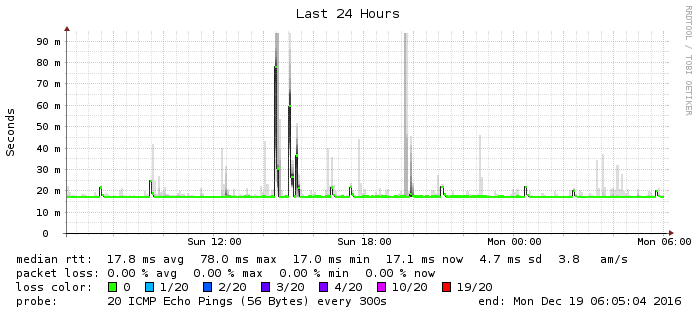 Last 24 Hours
RRDTOOL / TOBI OETIKER
Seconds
90 m
80 m
70 m
60 m
50 m
40 m
30 m
20 m
10 m
0
Sun 12:00 Sun 18:00 Mon 00:00 Mon 06:00
median rtt: 17.8 ms avg 78.0 ms max 17.0 ms min 17.1 ms now 4.7 ms sd 3.8 am/s
packet loss: 0.00 % avg 0.00 % max 0.00 % min 0.00 % now
loss color: 0 1/20 2/20 3/20 4/20 10/20 19/20
probe: 20 ICMP Echo Pings (56 Bytes) every 300s end: Mon Dec 19 06:05:04 2016